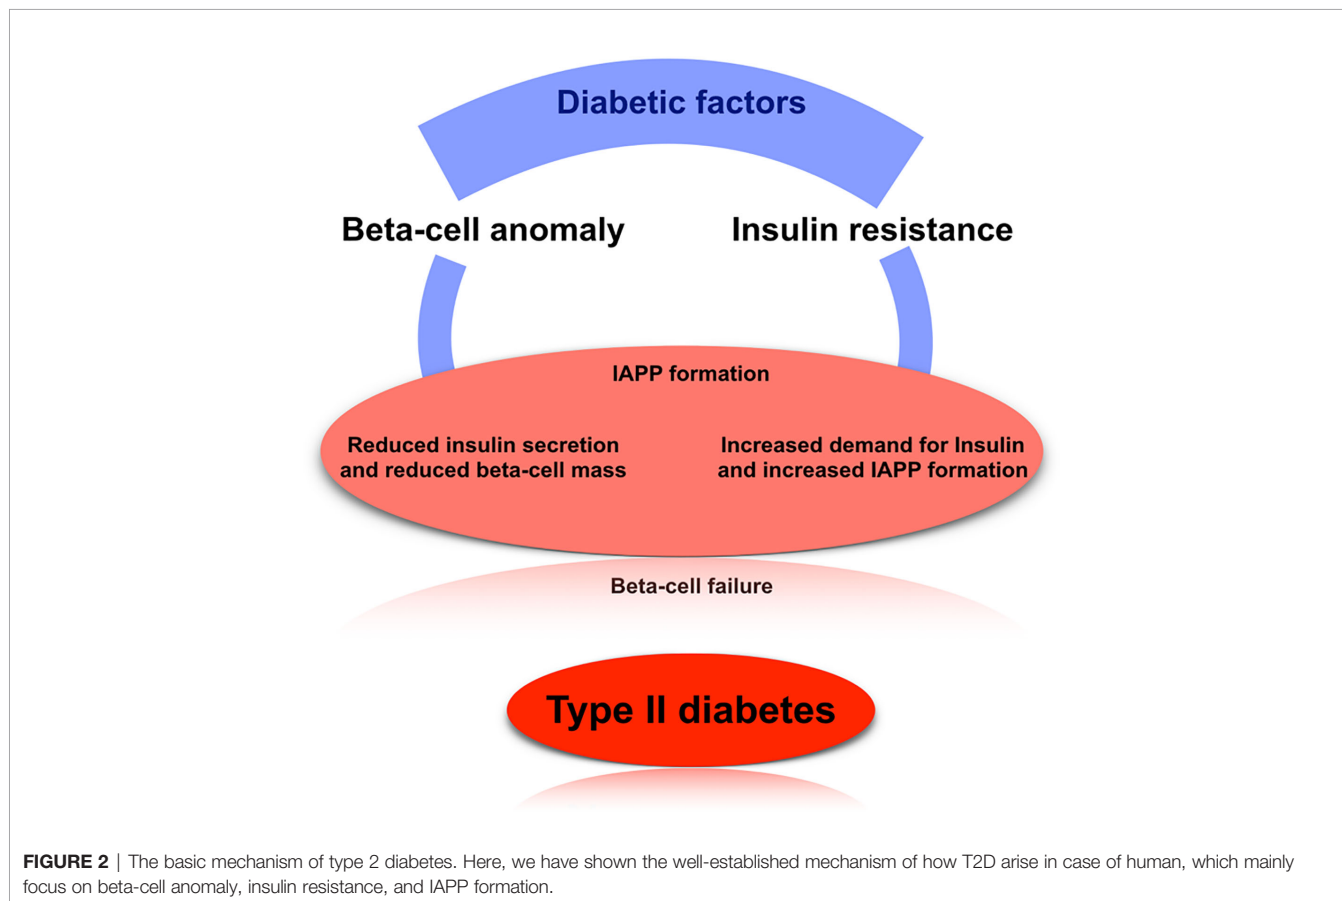 Diabetic factors
Beta-cell anomaly
Insulin resistance
IAPP formation
Reduced insulin secretion
and reduced beta-cell mass
Increased demand for Insulin
and increased IAPP formation
Beta-cell failure
Type II diabetes
FIGURE 2 | The basic mechanism of type 2 diabetes. Here, we have shown the well-established mechanism of how T2D arise in case of human, which mainly
focus on beta-cell anomaly, insulin resistance, and IAPP formation.